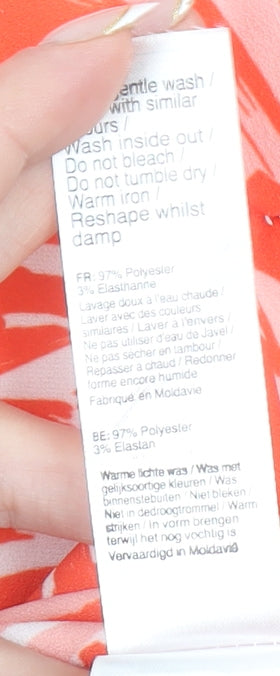 gentle wash /
with similar
ours /
Wash inside out /
Do not bleach /
Do not tumble dry /
Warm iron /
Reshape whilst
damp
FR: 97% Polyester
3% Elasthanne
Lavage doux à l'eau chaude /
Laver avec des couleurs
similaires / Laver à l'envers /
Ne pas utiliser d'eau de Javel /
Ne pas sécher en tambour /
Repasser à chaud / Redonner
forme encore humide
Fabriqué en Moldavie
BE: 97% Polyester
3% Elastan
Warme lichte was / Was met
gelijksoortige kleuren / Was
binnenstebuiten / Niet bleken /
Niet in dedroogtrommel / Warm
strijken / In vorm brengen
terwijl het nog vochtig is
Vervaardigd in Moldavië